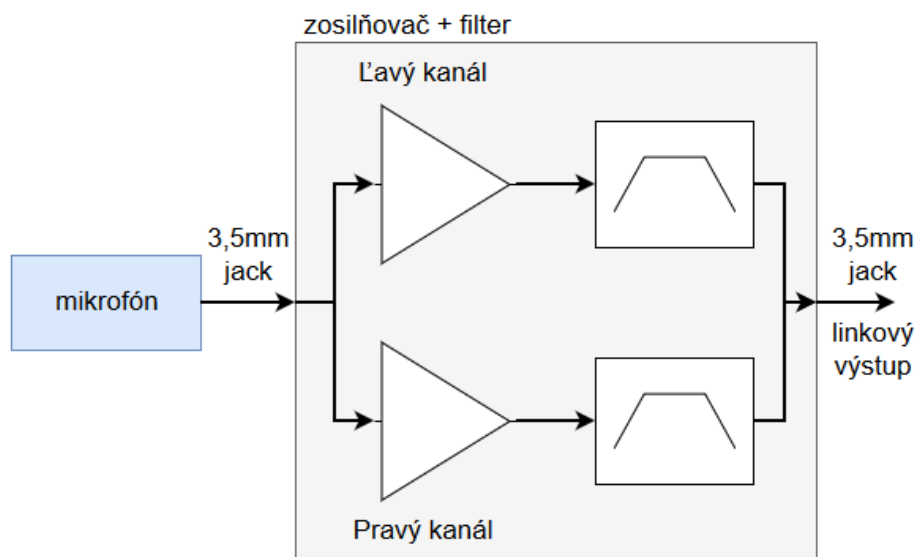 zosilňovač + filter
Ľavý kanál
3,5mm
jack
mikrofón
3,5mm
jack
linkový
výstup
Pravý kanál